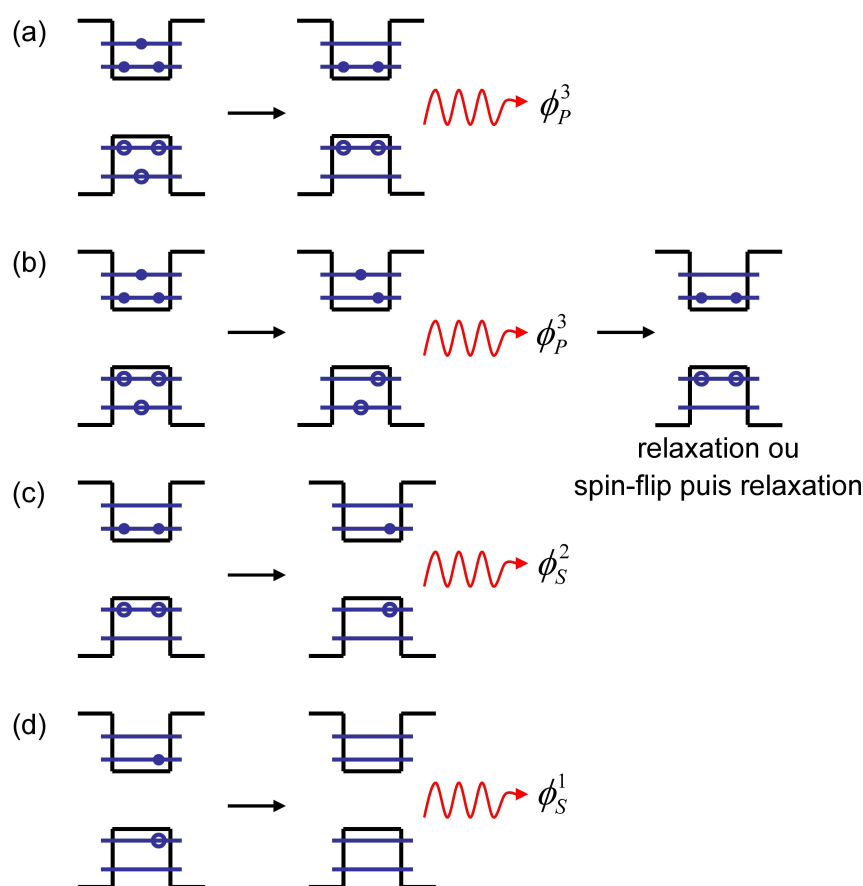 (a)
ϕ_P^3
(b)
ϕ_P^3
relaxation ou
spin-flip puis relaxation
(c)
ϕ_S^2
(d)
ϕ_S^1